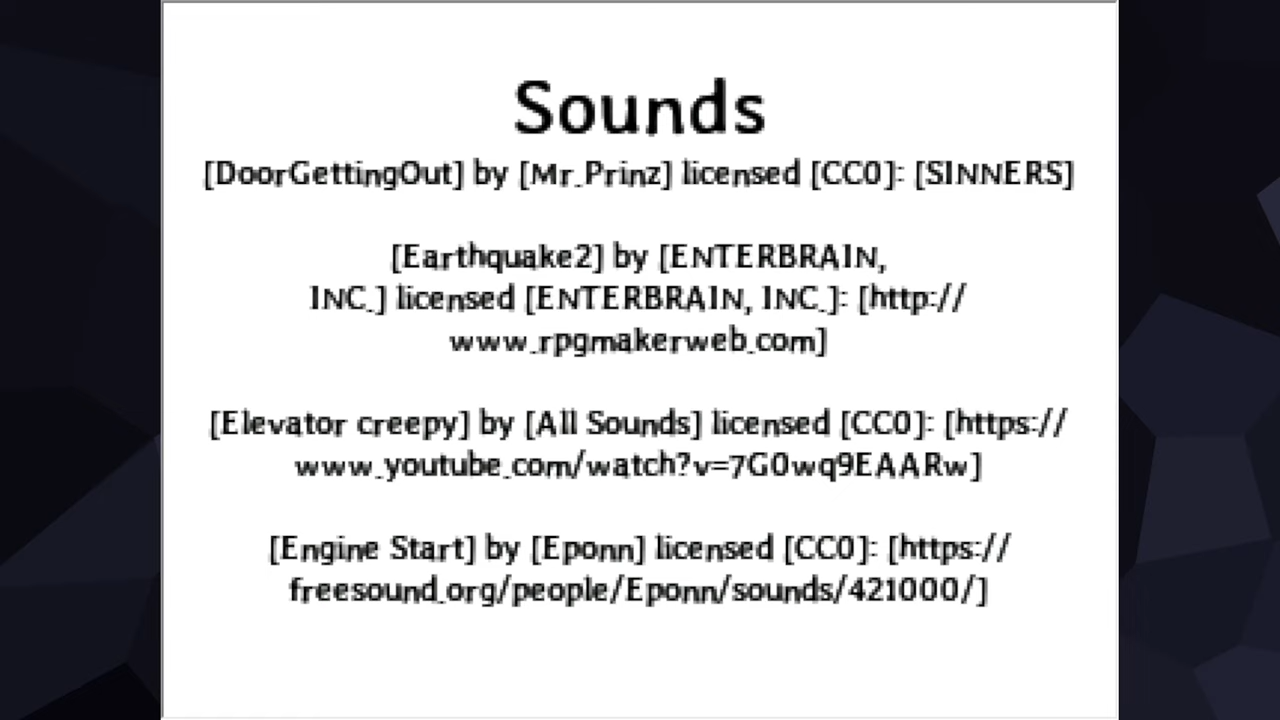 Sounds
[DoorGettingOut] by [Mr.Prinz] licensed [CC0]: [SINNERS]
[Earthquake2] by [ENTERBRAIN,
INC.] licensed [ENTERBRAIN, INC.]: [http://
www.rpgmakerweb.com]
[Elevator creepy] by [All Sounds] licensed [CC0]: [https://
www.youtube.com/watch?v=7G0wq9EAARw]
[Engine Start] by [Eponn] licensed [CC0]: [https://
freesound.org/people/Eponn/sounds/421000/]